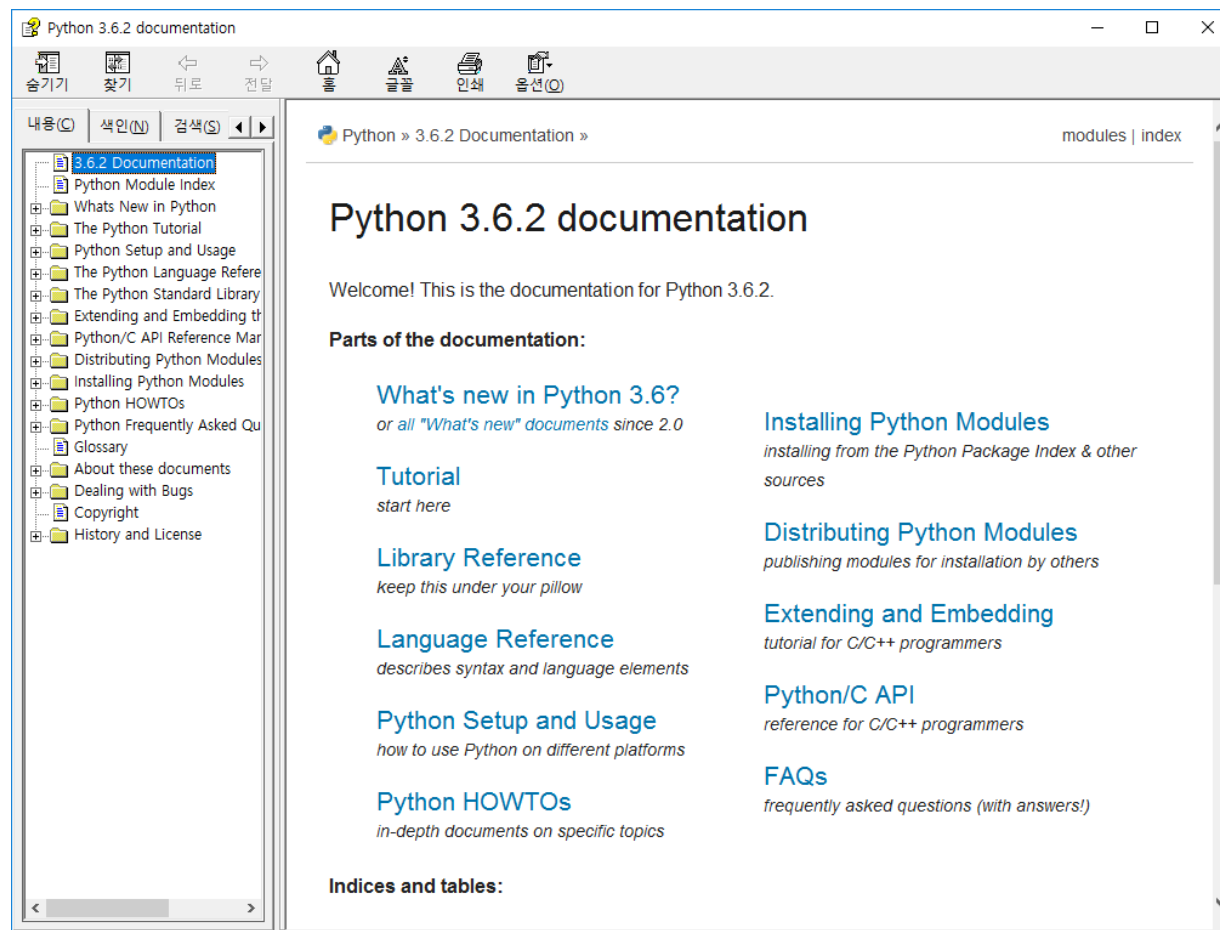 Python 3.6.2 documentation
숨기기 찾기 뒤로 전달 홈 글꼴 인쇄 옵션(O)
내용(C) 색인(N) 검색(S)
3.6.2 Documentation
Python Module Index
Whats New in Python
The Python Tutorial
Python Setup and Usage
The Python Language Refere
The Python Standard Library
Extending and Embedding th
Python/C API Reference Mar
Distributing Python Modules
Installing Python Modules
Python HOWTOs
Python Frequently Asked Qu
Glossary
About these documents
Dealing with Bugs
Copyright
History and License
Python » 3.6.2 Documentation » modules | index
Python 3.6.2 documentation
Welcome! This is the documentation for Python 3.6.2.
Parts of the documentation:
What's new in Python 3.6?
or all "What's new" documents since 2.0
Tutorial
start here
Library Reference
keep this under your pillow
Language Reference
describes syntax and language elements
Python Setup and Usage
how to use Python on different platforms
Python HOWTOs
in-depth documents on specific topics
Installing Python Modules
installing from the Python Package Index & other
sources
Distributing Python Modules
publishing modules for installation by others
Extending and Embedding
tutorial for C/C++ programmers
Python/C API
reference for C/C++ programmers
FAQs
frequently asked questions (with answers!)
Indices and tables: